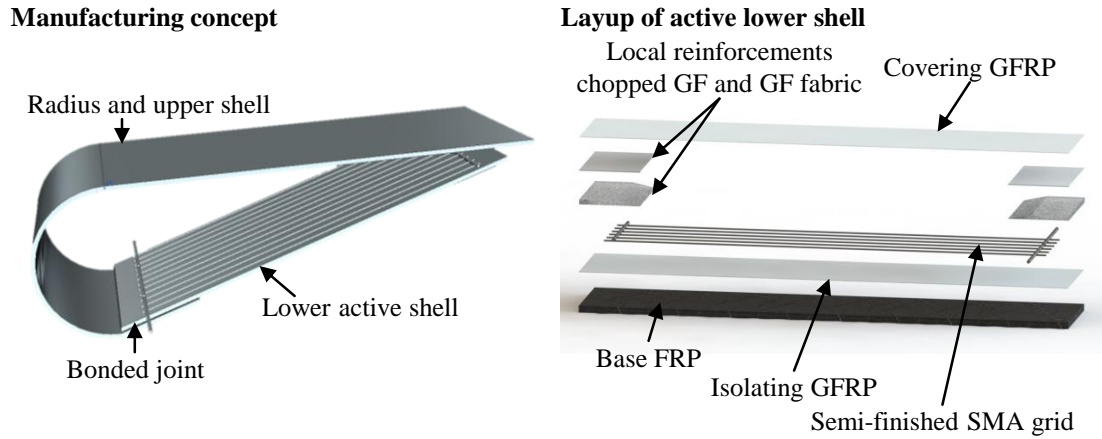 Manufacturing concept
Radius and upper shell
Lower active shell
Bonded joint
Layup of active lower shell
Local reinforcements
chopped GF and GF fabric
Covering GFRP
Base FRP
Isolating GFRP
Semi-finished SMA grid